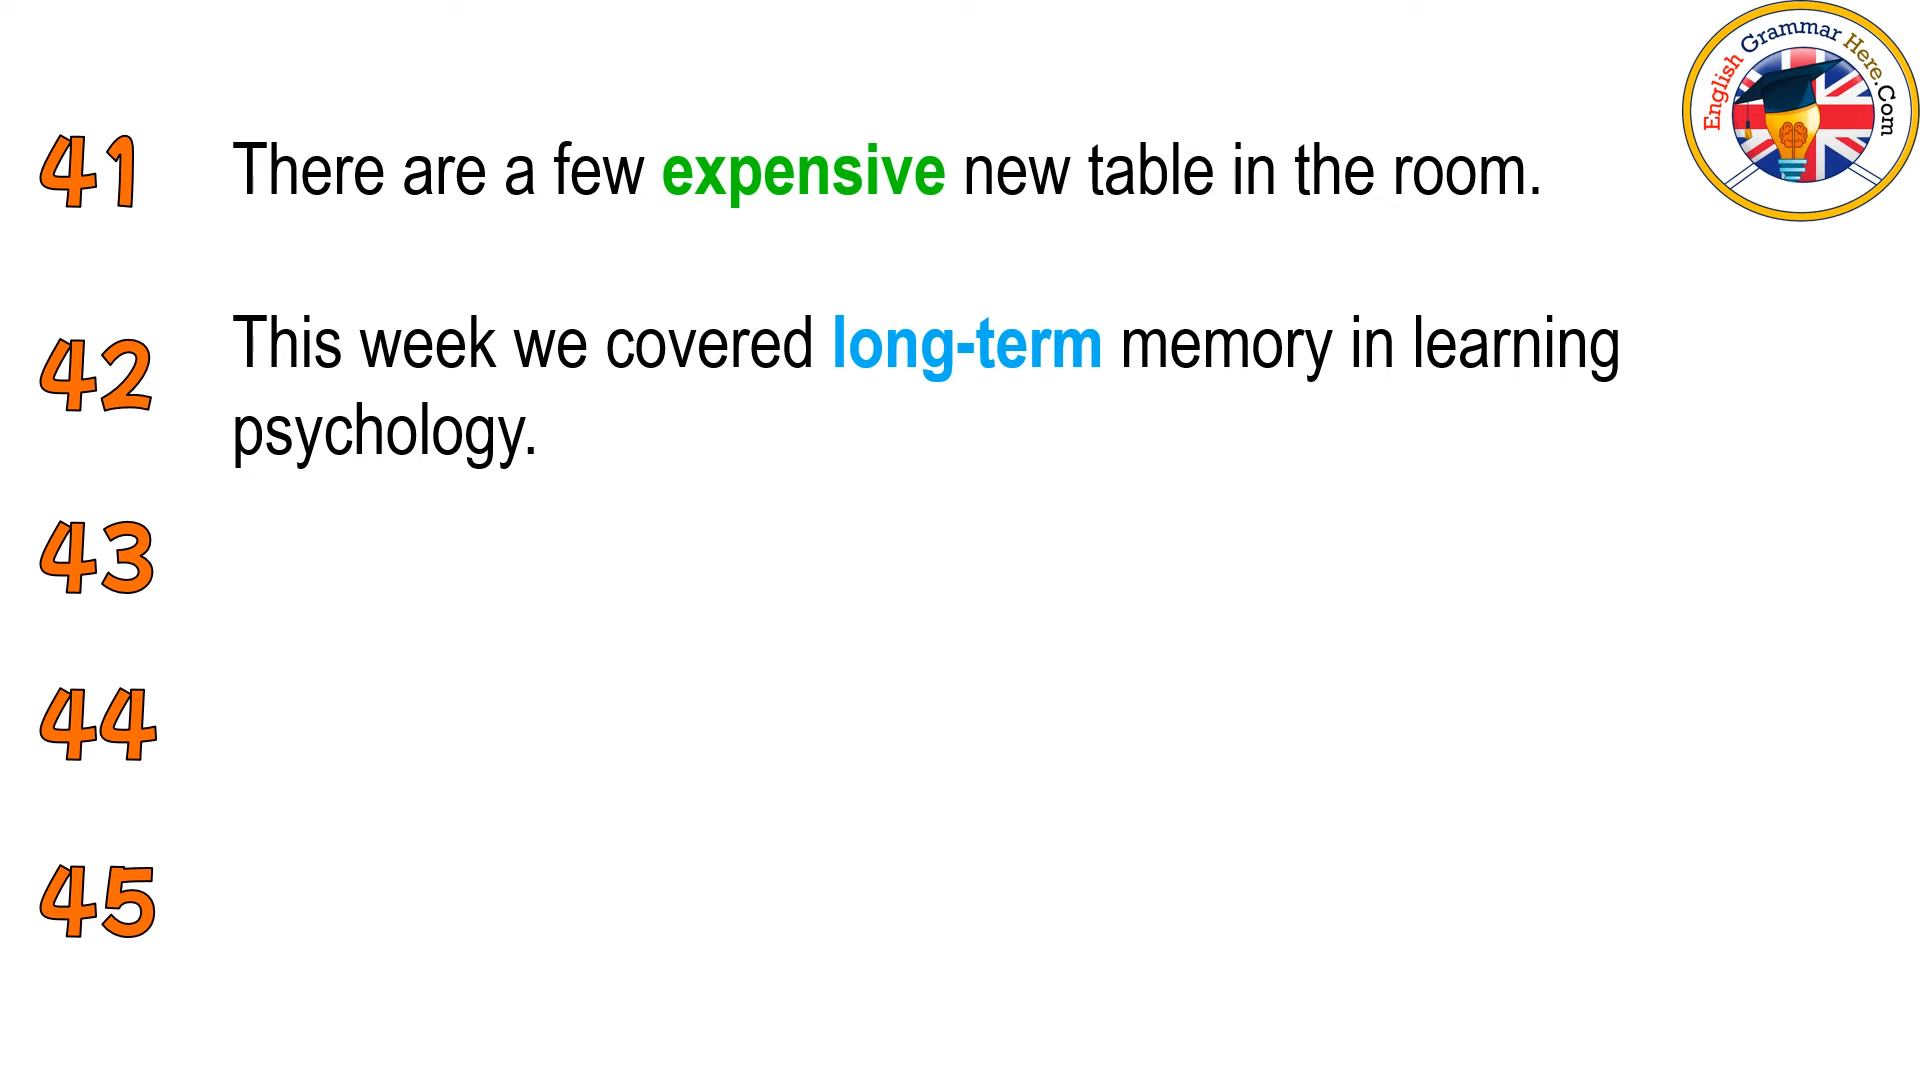 English Grammar Here.Com
41 There are a few expensive new table in the room.
42 This week we covered long-term memory in learning
psychology.
43
44
45